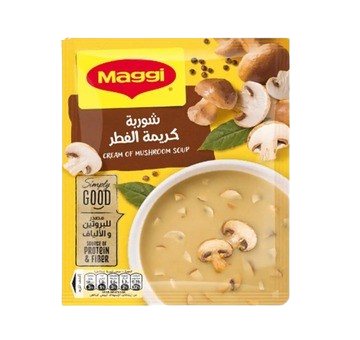 Maggi
شوربة
كريمة الفطر
CREAM OF MUSHROOM SOUP
Simply
GOOD
مصدر
للبروتين
و الألياف
SOURCE OF
PROTEIN
& FIBER